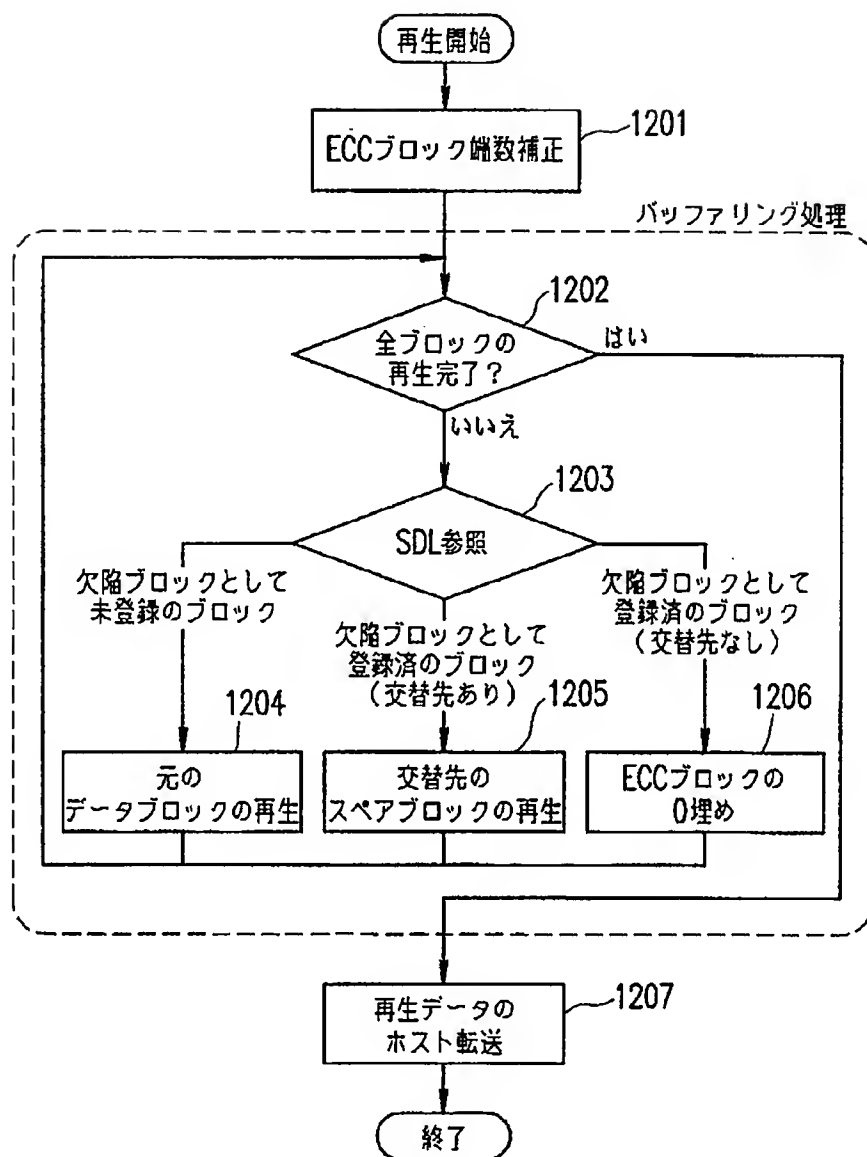 再生開始
1201
ECCブロック端数補正
バッファリング処理
1202
全ブロックの
再生完了?
はい
いいえ
1203
SDL参照
欠陥ブロックとして
未登録のブロック
欠陥ブロックとして
登録済のブロック
(交替先あり)
欠陥ブロックとして
登録済のブロック
(交替先なし)
1204
元の
データブロックの再生
1205
交替先の
スペアブロックの再生
1206
ECCブロックの
0埋め
1207
再生データの
ホスト転送
終了